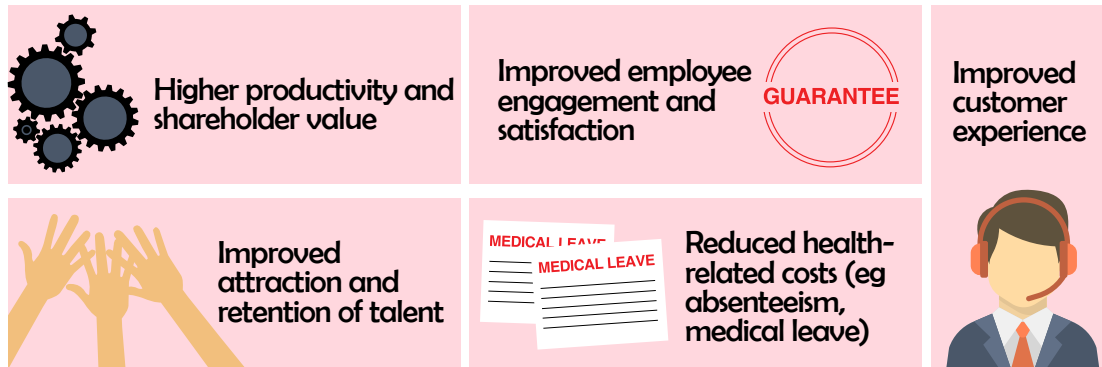 Higher productivity and
shareholder value
Improved employee
engagement and
satisfaction
GUARANTEE
Improved
customer
experience
Improved
attraction and
retention of talent
MEDICAL LEAVE
MEDICAL LEAVE
Reduced health-
related costs (eg
absenteeism,
medical leave)